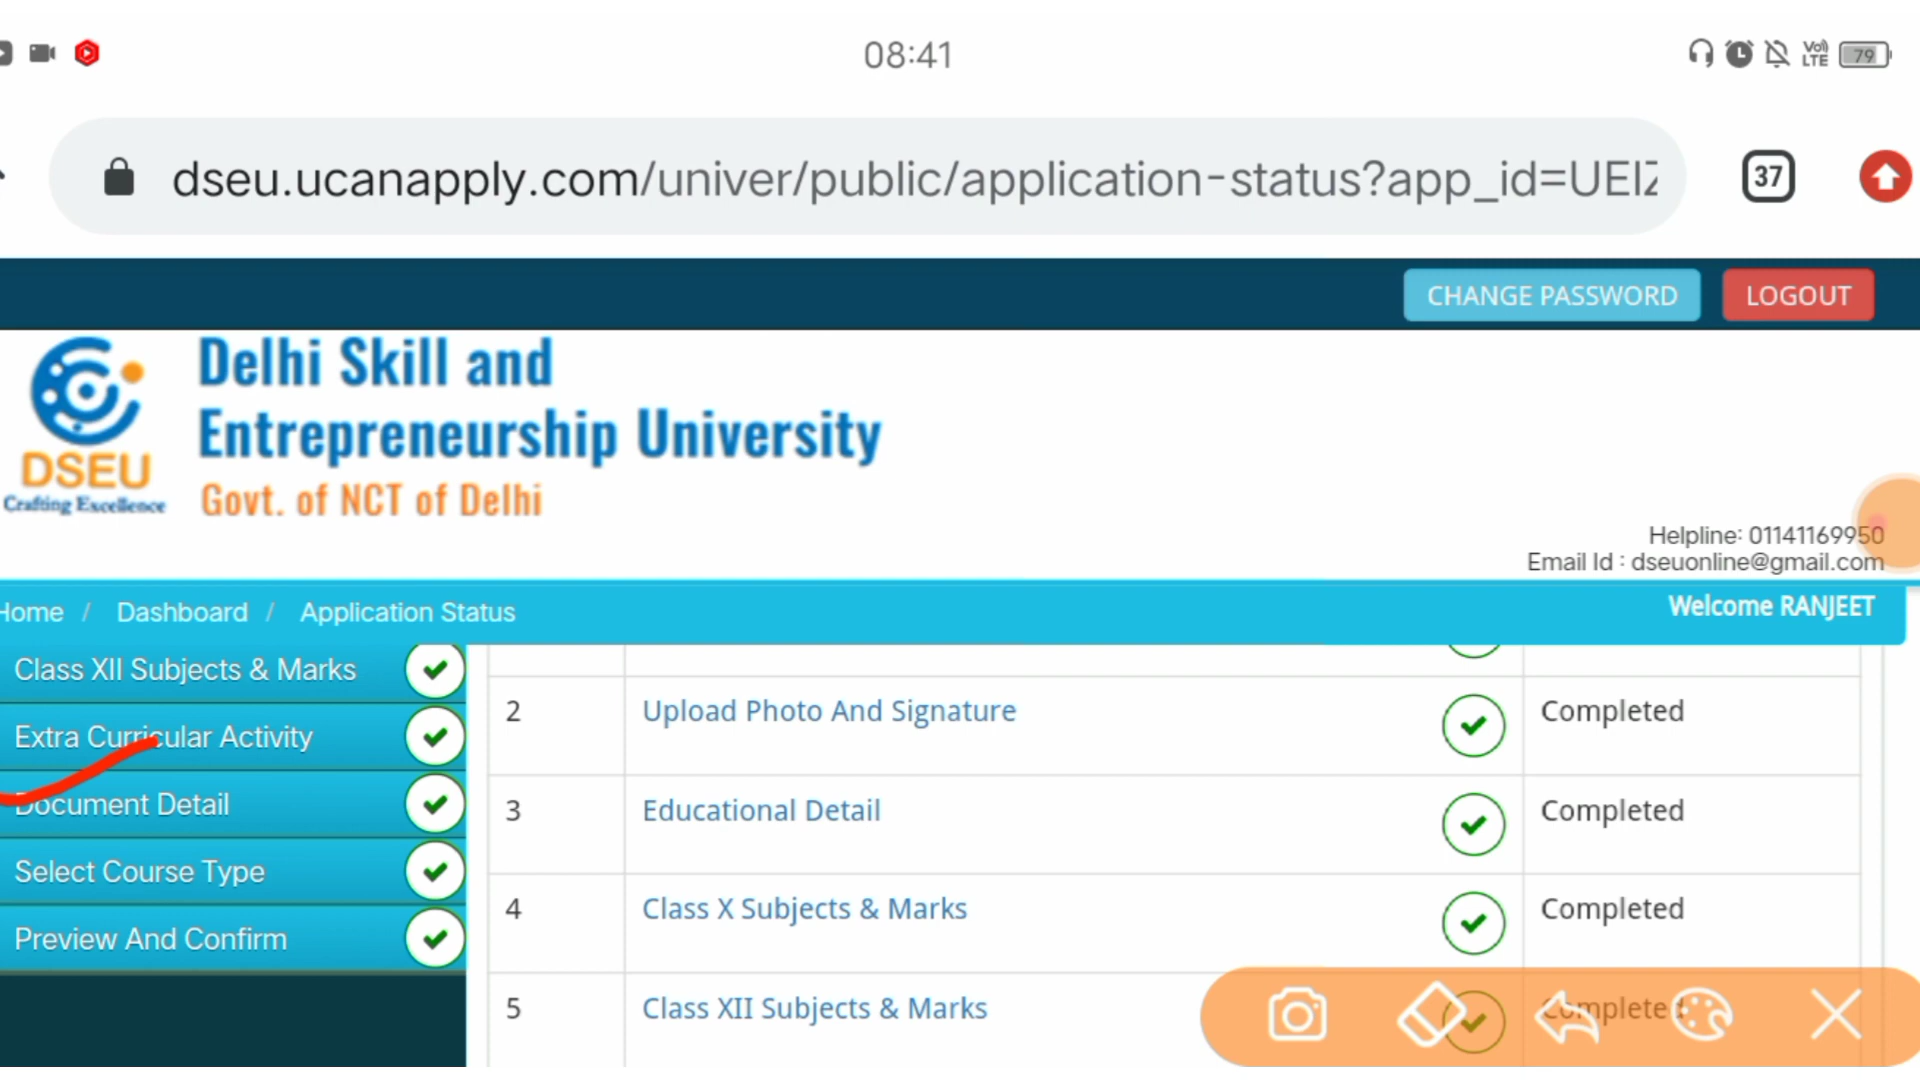 08:41
Vo)
LTE
79
dseu.ucanapply.com/univer/public/application-status?app_id=UEI
37
CHANGE PASSWORD
LOGOUT
Delhi Skill and
Entrepreneurship University
Govt. of NCT of Delhi
DSEU
Crafting Excellence
Helpline: 01141169950
Email Id : dseuonline@gmail.com
Home / Dashboard / Application Status
Welcome RANJEET
Class XII Subjects & Marks
Extra Curricular Activity
Document Detail
Select Course Type
Preview And Confirm
2 Upload Photo And Signature Completed
3 Educational Detail Completed
4 Class X Subjects & Marks Completed
5 Class XII Subjects & Marks Completed